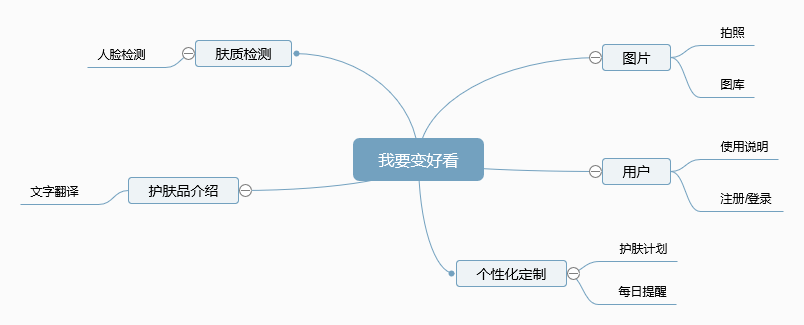 我要变好看
图片
拍照
图库
用户
使用说明
注册/登录
个性化定制
护肤计划
每日提醒
肤质检测
人脸检测
护肤品介绍
文字翻译